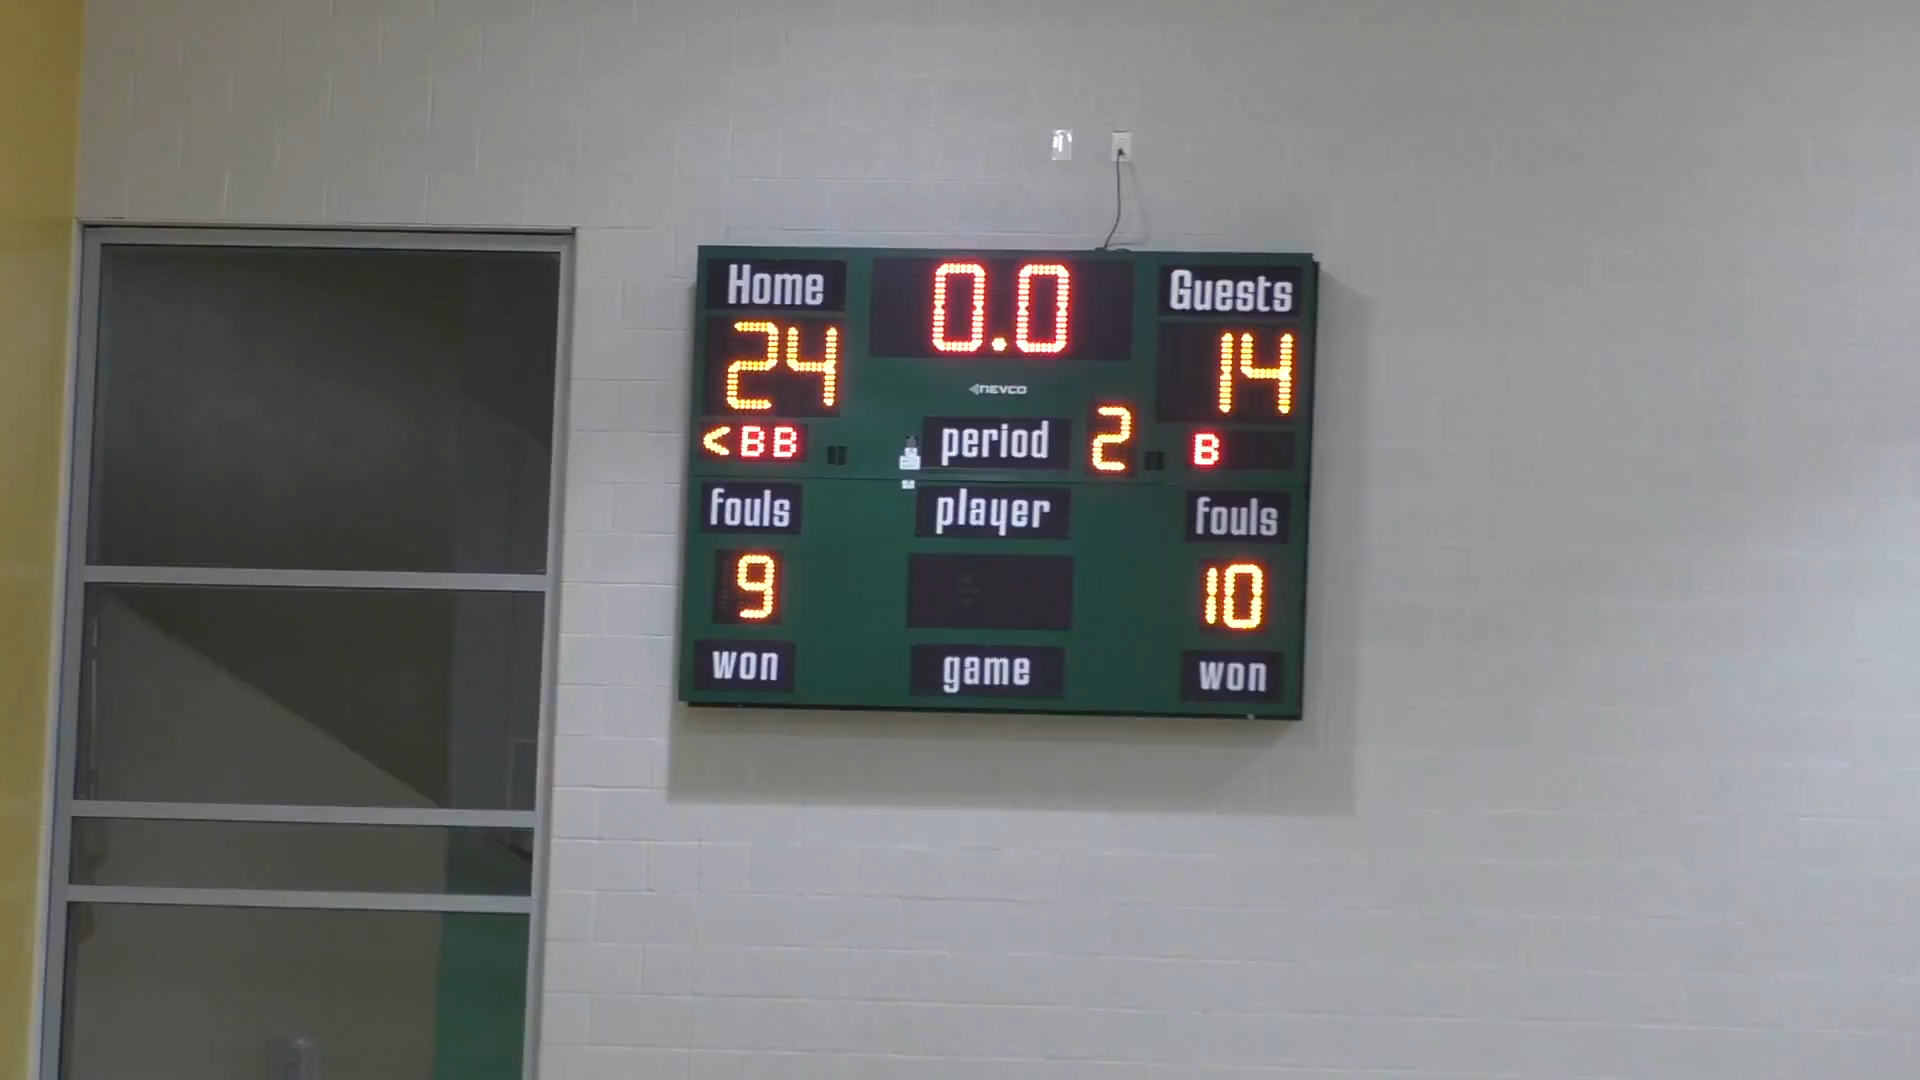 Home 0.0 Guests
24 14
NEVCO
<BB period 2 B
fouls player fouls
9 10
won game won